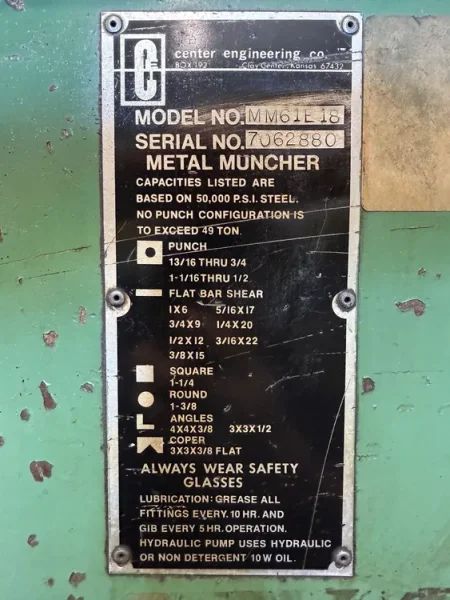 center engineering co.
BOX 192 Clay Center, Kansas 67432
MODEL NO. MM61E18
SERIAL NO. 7062880
METAL MUNCHER
CAPACITIES LISTED ARE
BASED ON 50,000 P.S.I. STEEL.
NO PUNCH CONFIGURATION IS
TO EXCEED 49 TON.
PUNCH
13/16 THRU 3/4
1-1/16 THRU 1/2
FLAT BAR SHEAR
1X6 5/16X17
3/4X9 1/4X20
1/2X12 3/16X22
3/8X15
SQUARE
1-1/4
ROUND
1-3/8
ANGLES
4X4X3/8 3X3X1/2
COPER
3X3X3/8 FLAT
ALWAYS WEAR SAFETY
GLASSES
LUBRICATION: GREASE ALL
FITTINGS EVERY 10 HR. AND
GIB EVERY 5 HR. OPERATION.
HYDRAULIC PUMP USES HYDRAULIC
OR NON DETERGENT 10W OIL.